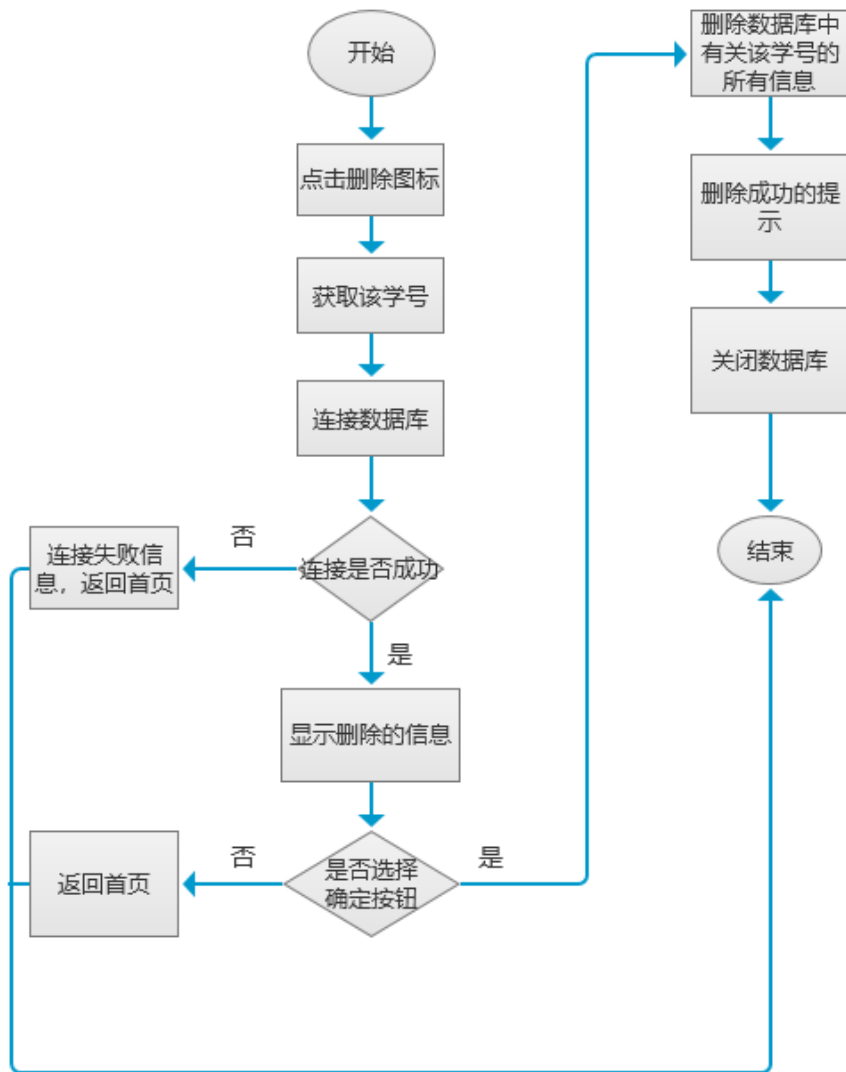 开始
点击删除图标
获取该学号
连接数据库
连接是否成功
否
连接失败信
息，返回首页
是
显示删除的信息
是否选择
确定按钮
否
返回首页
是
删除数据库中
有关该学号的
所有信息
删除成功的提
示
关闭数据库
结束